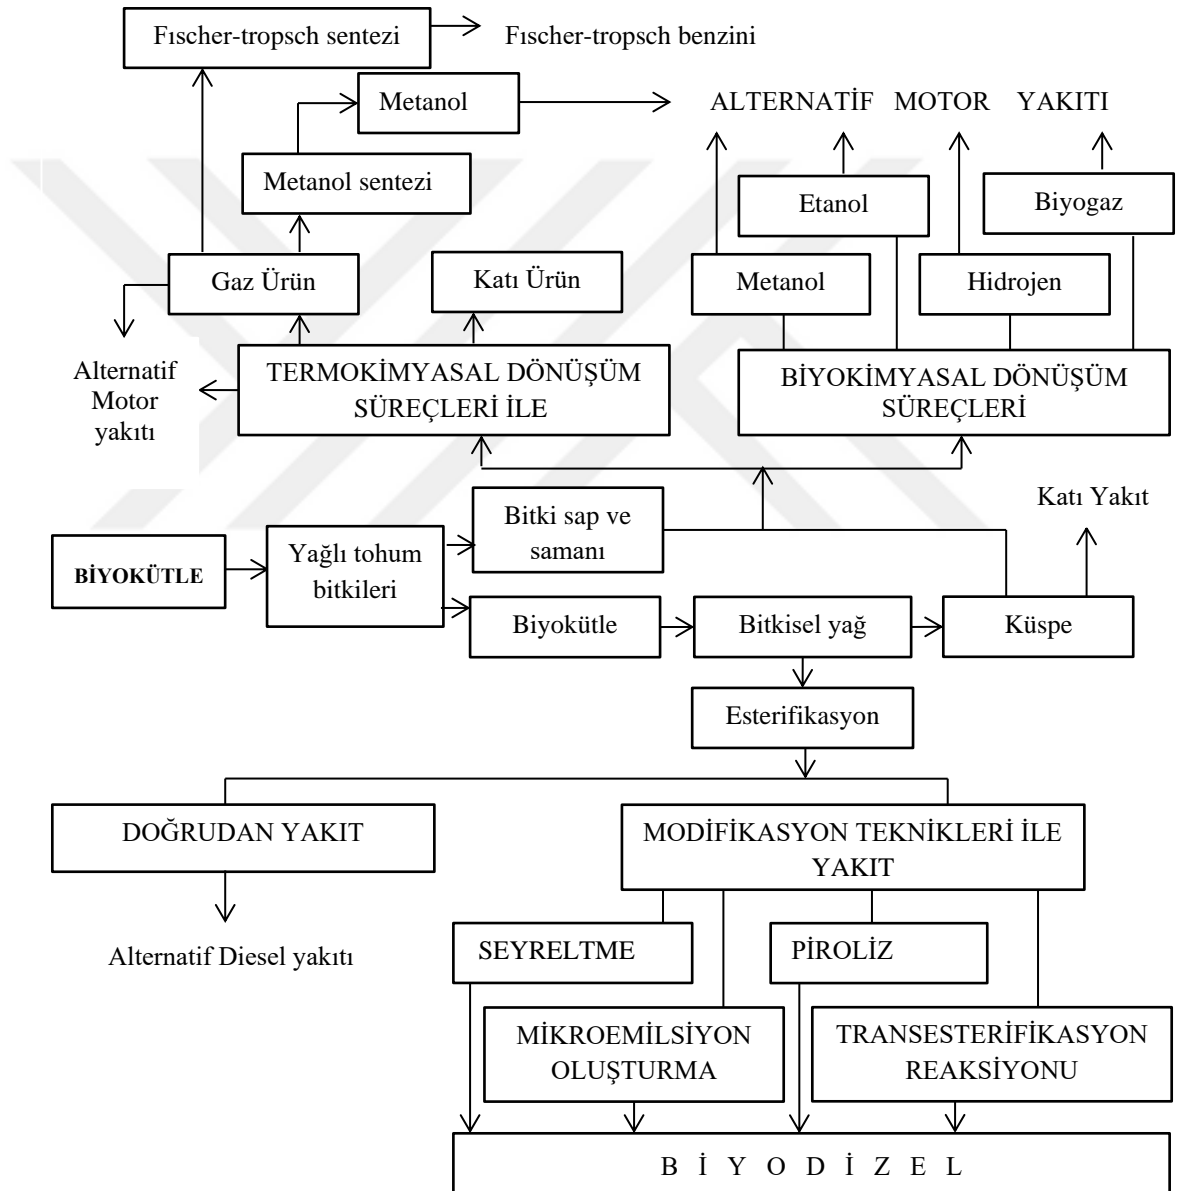 Fıscher-tropsch sentezi
Fıscher-tropsch benzini
Metanol
ALTERNATİF MOTOR YAKITI
Metanol sentezi
Etanol
Biyogaz
Gaz Ürün
Katı Ürün
Metanol
Hidrojen
Alternatif
Motor
yakıtı
TERMOKİMYASAL DÖNÜŞÜM
SÜREÇLERİ İLE
BİYOKİMYASAL DÖNÜŞÜM
SÜREÇLERİ
Katı Yakıt
Bitki sap ve
samanı
BİYOKÜTLE
Yağlı tohum
bitkileri
Biyokütle
Bitkisel yağ
Küspe
Esterifikasyon
DOĞRUDAN YAKIT
MODİFİKASYON TEKNİKLERİ İLE
YAKIT
Alternatif Diesel yakıtı
SEYRELTME
PİROLİZ
MİKROEMİLSİYON
OLUŞTURMA
TRANSESTERİFİKASYON
REAKSİYONU
B İ Y O D İ Z E L